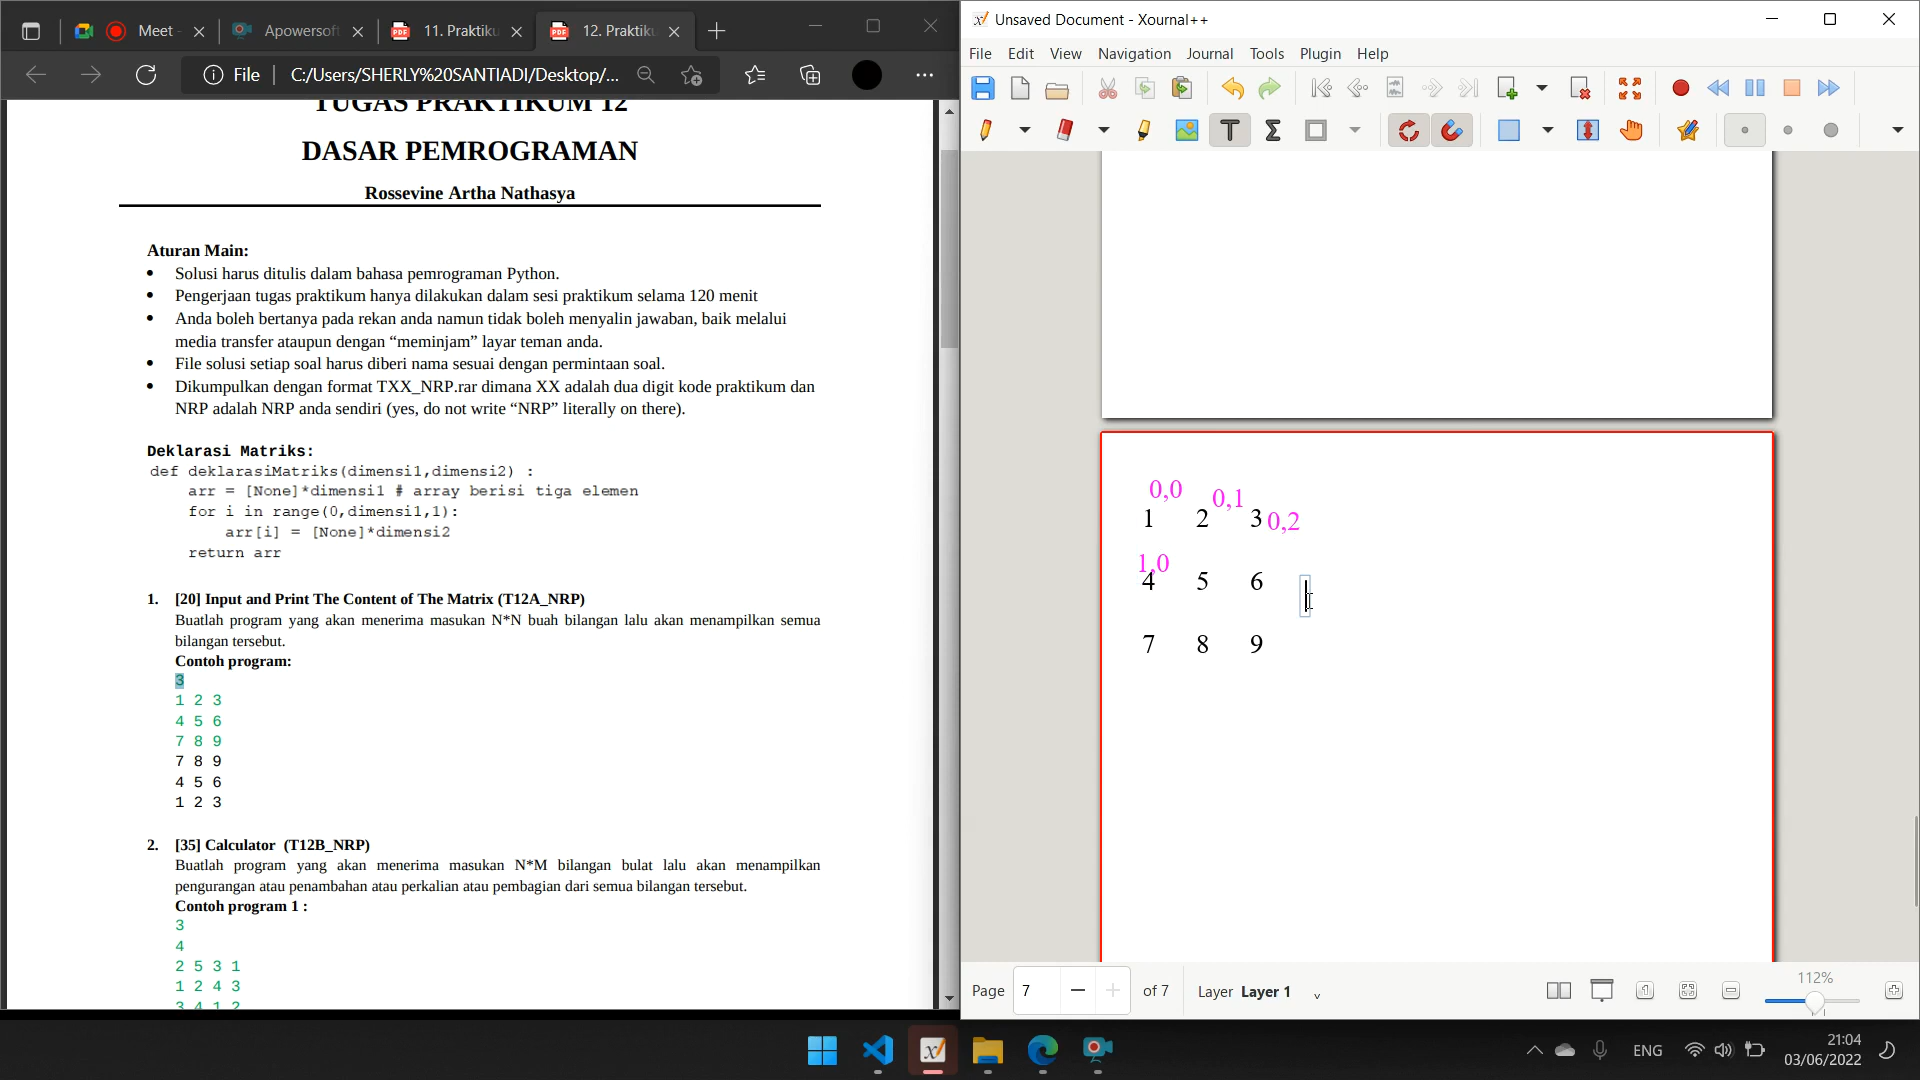 Meet
Apowersoft
11. Praktiku
12. Praktiku
File
C:/Users/SHERLY%20SANTIADI/Desktop/...
TUGAS PRAKTIKUM 12
DASAR PEMROGRAMAN
Rossevine Artha Nathasya
Aturan Main:
• Solusi harus ditulis dalam bahasa pemrograman Python.
• Pengerjaan tugas praktikum hanya dilakukan dalam sesi praktikum selama 120 menit
• Anda boleh bertanya pada rekan anda namun tidak boleh menyalin jawaban, baik melalui
media transfer ataupun dengan “meminjam” layar teman anda.
• File solusi setiap soal harus diberi nama sesuai dengan permintaan soal.
• Dikumpulkan dengan format TXX_NRP.rar dimana XX adalah dua digit kode praktikum dan
NRP adalah NRP anda sendiri (yes, do not write “NRP” literally on there).
Deklarasi Matriks:
def deklarasiMatriks(dimensi1,dimensi2) :
arr = [None]*dimensi1 # array berisi tiga elemen
for i in range(0,dimensi1,1):
arr[i] = [None]*dimensi2
return arr
1. [20] Input and Print The Content of The Matrix (T12A_NRP)
Buatlah program yang akan menerima masukan N*N buah bilangan lalu akan menampilkan semua
bilangan tersebut.
Contoh program:
3
1 2 3
4 5 6
7 8 9
7 8 9
4 5 6
1 2 3
2. [35] Calculator (T12B_NRP)
Buatlah program yang akan menerima masukan N*M bilangan bulat lalu akan menampilkan
pengurangan atau penambahan atau perkalian atau pembagian dari semua bilangan tersebut.
Contoh program 1 :
3
4
2 5 3 1
1 2 4 3
3 4 1 2
Unsaved Document - Xournal++
File Edit View Navigation Journal Tools Plugin Help
0,0 0,1
1 2 3 0,2
1,0
4 5 6
7 8 9
Page 7 of 7 Layer Layer 1
112%
ENG
21:04
03/06/2022